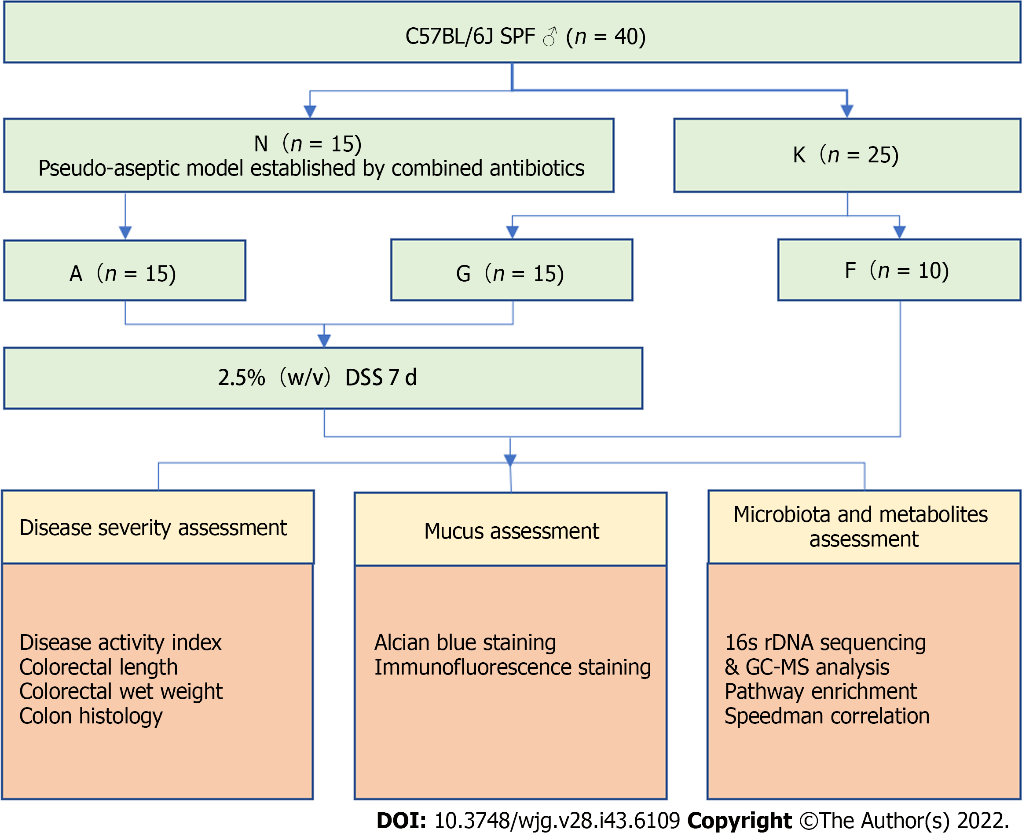 C57BL/6J SPF ♂ (n = 40)
N（n = 15）
Pseudo-aseptic model established by combined antibiotics
K（n = 25）
A（n = 15）
G（n = 15）
F（n = 10）
2.5%（w/v）DSS 7 d
Disease severity assessment
Mucus assessment
Microbiota and metabolites
assessment
Disease activity index
Colorectal length
Colorectal wet weight
Colon histology
Alcian blue staining
Immunofluorescence staining
16s rDNA sequencing
& GC-MS analysis
Pathway enrichment
Speedman correlation
DOI: 10.3748/wjg.v28.i43.6109 Copyright ©The Author(s) 2022.